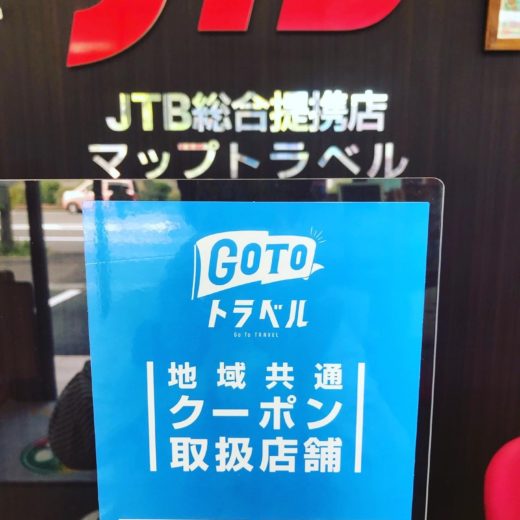 JTB
JTB総合提携店
マップトラベル
GOTO
トラベル
Go To TRAVEL
地域共通
クーポン
取扱店舗